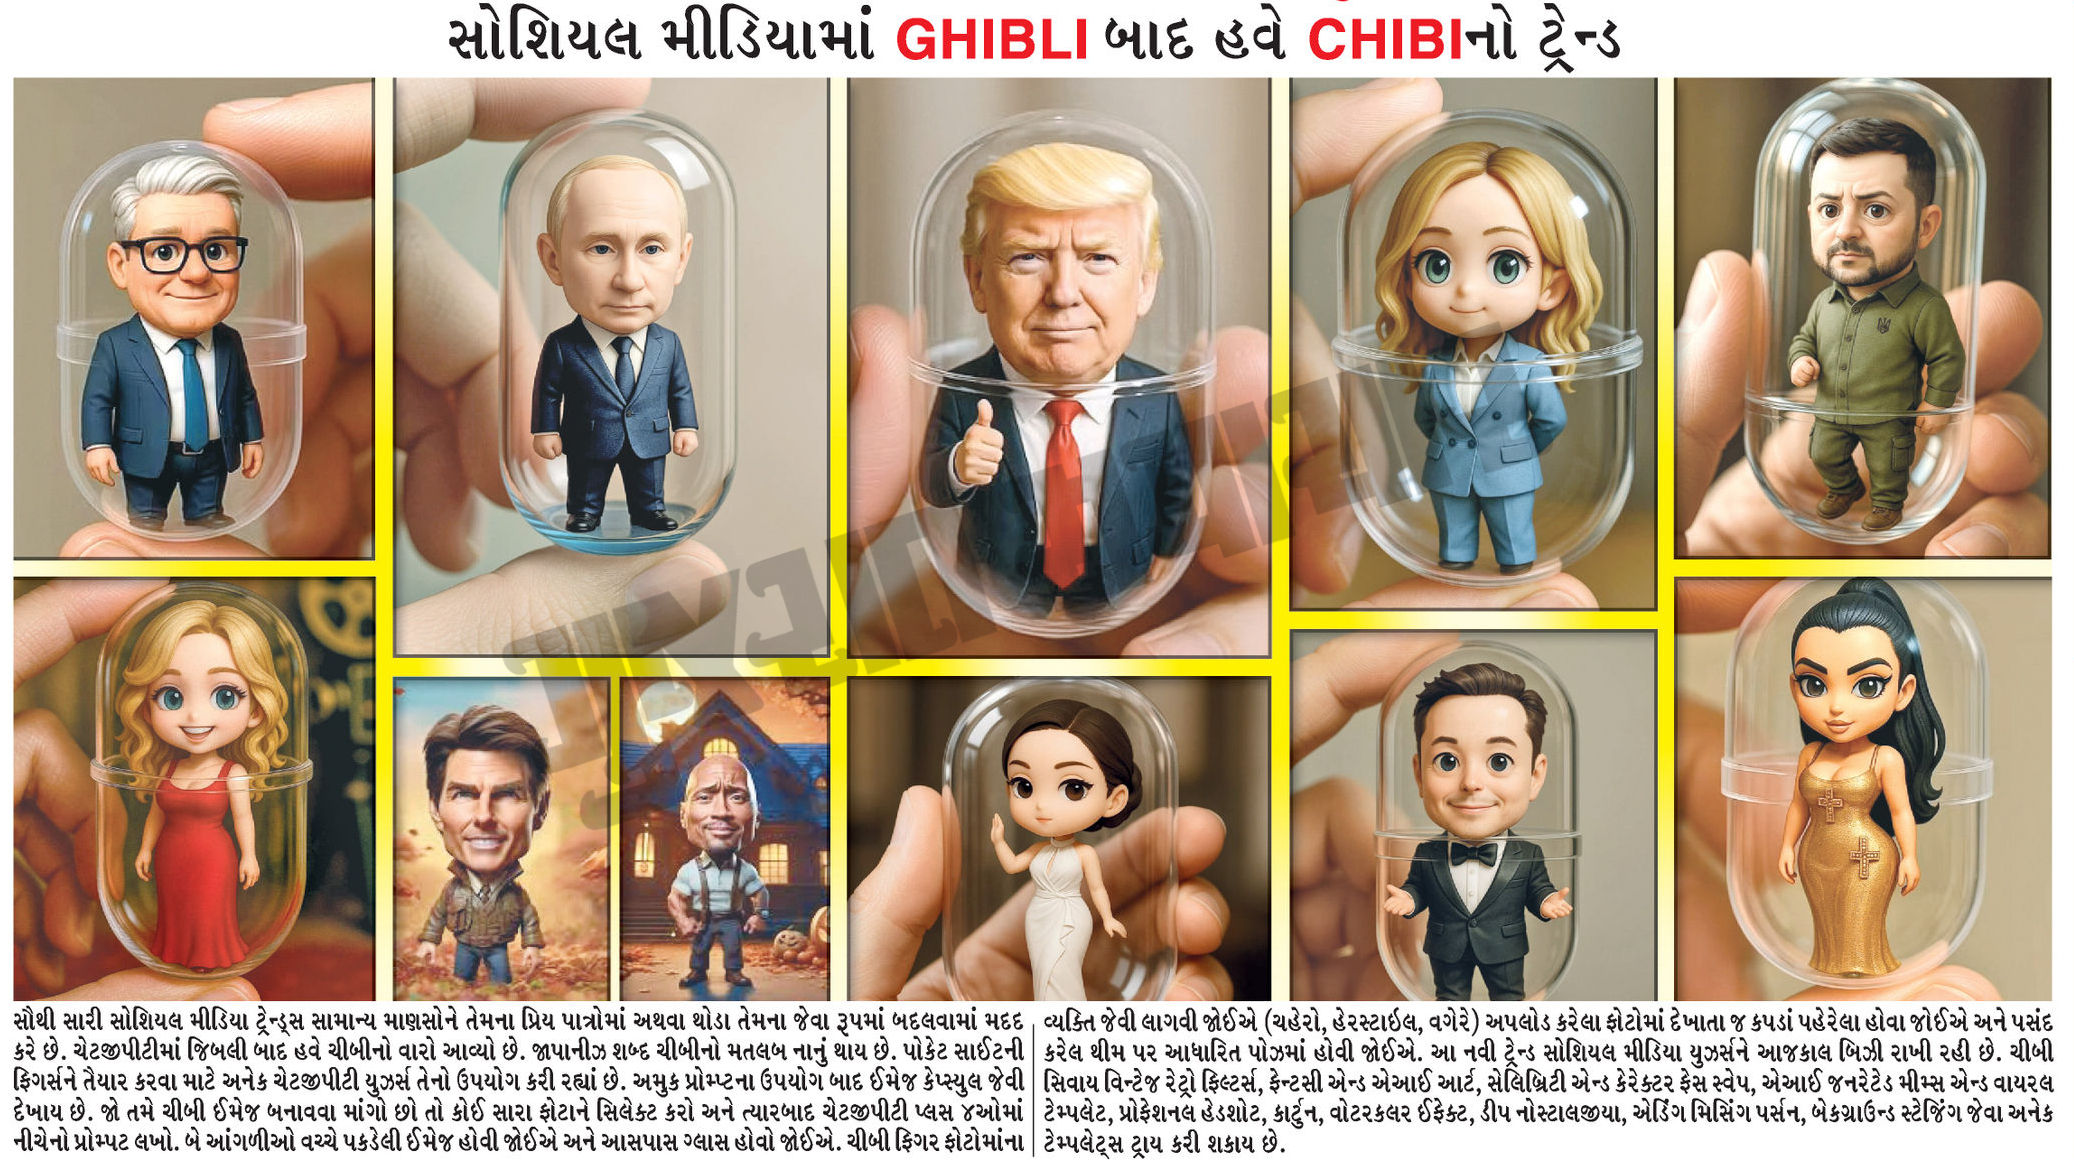 સોશિયલ મીડિયામાં GHIBLI બાદ હવે CHIBIનો ટ્રેન્ડ
સૌથી સારી સોશિયલ મીડિયા ટ્રેન્ડ્સ સામાન્ય માણસોને તેમના પ્રિય પાત્રોમાં અથવા થોડા તેમના જેવા રૂપમાં બદલવામાં મદદ
કરે છે. ચેટજીપીટીમાં જિબલી બાદ હવે ચીબીનો વારો આવ્યો છે. જાપાનીઝ શબ્દ ચીબીનો મતલબ નાનું થાય છે. પોકેટ સાઈટની
ફિગર્સને તૈયાર કરવા માટે અનેક ચેટજીપીટી યુઝર્સ તેનો ઉપયોગ કરી રહ્યાં છે. અમુક પ્રોમ્પ્ટના ઉપયોગ બાદ ઈમેજ કેપ્સ્યુલ જેવી
દેખાય છે. જો તમે ચીબી ઈમેજ બનાવવા માંગો છો તો કોઈ સારા ફોટાને સિલેક્ટ કરો અને ત્યારબાદ ચેટજીપીટી પ્લસ ૪ઓમાં
નીચેનો પ્રોમ્પટ લખો. બે આંગળીઓ વચ્ચે પકડેલી ઈમેજ હોવી જોઈએ અને આસપાસ ગ્લાસ હોવો જોઈએ. ચીબી ફિગર ફોટોમાંના
વ્યક્તિ જેવી લાગવી જોઈએ (ચહેરો, હેરસ્ટાઇલ, વગેરે) અપલોડ કરેલા ફોટોમાં દેખાતા જ કપડાં પહેરેલા હોવા જોઈએ અને પસંદ
કરેલ થીમ પર આધારિત પોઝમાં હોવી જોઈએ. આ નવી ટ્રેન્ડ સોશિયલ મીડિયા યુઝર્સને આજકાલ બિઝી રાખી રહી છે. ચીબી
સિવાય વિન્ટેજ રેટ્રો ફિલ્ટર્સ, ફેન્ટસી એન્ડ એઆઈ આર્ટ, સેલિબ્રિટી એન્ડ કેરેક્ટર ફેસ સ્વેપ, એઆઈ જનરેટેડ મીમ્સ એન્ડ વાયરલ
ટેમ્પલેટ, પ્રોફેશનલ હેડશોટ, કાર્ટુન, વોટરકલર ઈફેક્ટ, ડીપ નોસ્ટાલજીયા, એડિંગ મિસિંગ પર્સન, બેકગ્રાઉન્ડ સ્ટેજિંગ જેવા અનેક
ટેમ્પલેટ્સ ટ્રાય કરી શકાય છે.